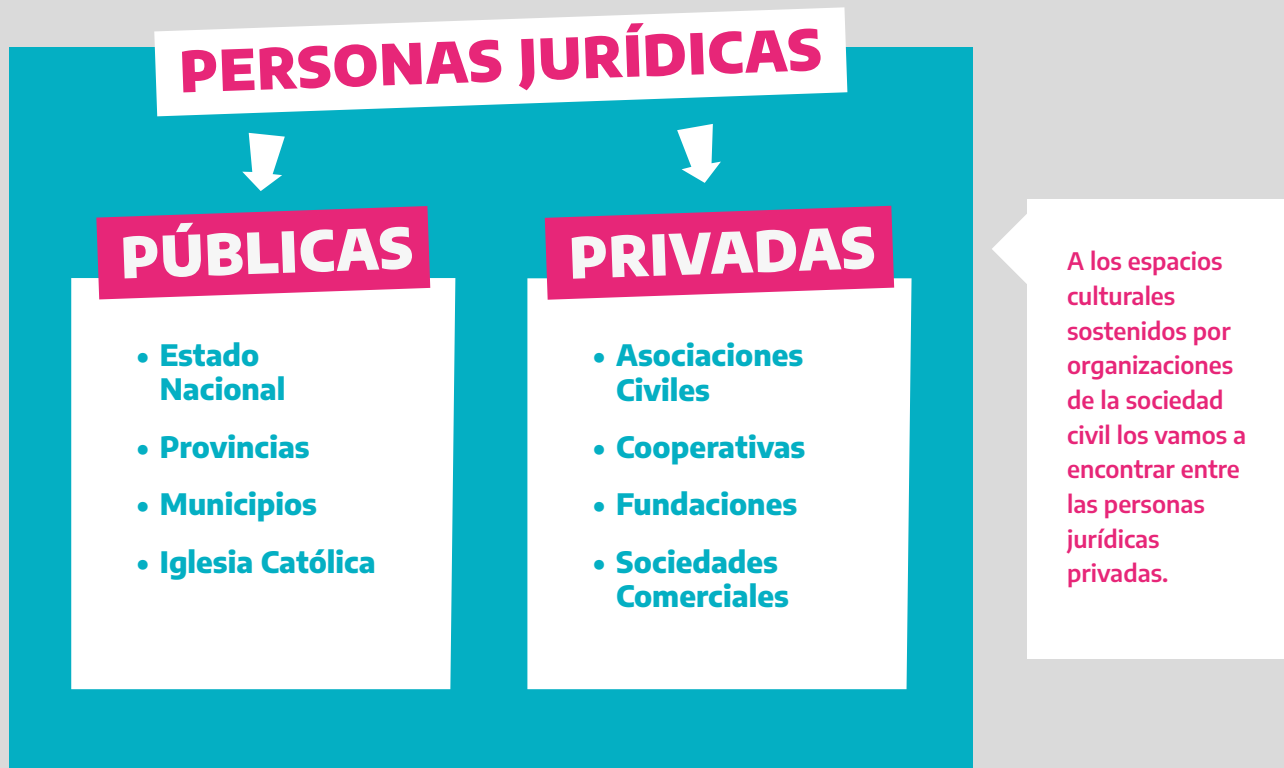 PERSONAS JURÍDICAS
PÚBLICAS
• Estado
Nacional
• Provincias
• Municipios
• Iglesia Católica
PRIVADAS
• Asociaciones
Civiles
• Cooperativas
• Fundaciones
• Sociedades
Comerciales
A los espacios
culturales
sostenidos por
organizaciones
de la sociedad
civil los vamos a
encontrar entre
las personas
jurídicas
privadas.